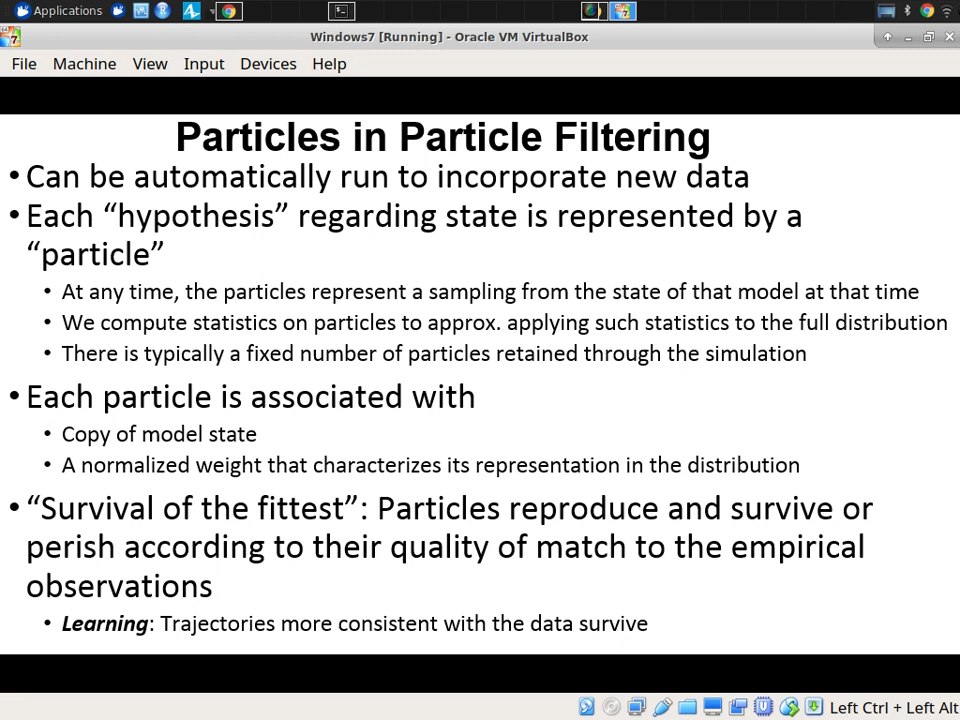 Applications
Windows7 [Running] - Oracle VM VirtualBox
File Machine View Input Devices Help
Particles in Particle Filtering
• Can be automatically run to incorporate new data
• Each “hypothesis” regarding state is represented by a
“particle”
• At any time, the particles represent a sampling from the state of that model at that time
• We compute statistics on particles to approx. applying such statistics to the full distribution
• There is typically a fixed number of particles retained through the simulation
• Each particle is associated with
• Copy of model state
• A normalized weight that characterizes its representation in the distribution
• “Survival of the fittest”: Particles reproduce and survive or
perish according to their quality of match to the empirical
observations
• Learning: Trajectories more consistent with the data survive
Left Ctrl + Left Alt